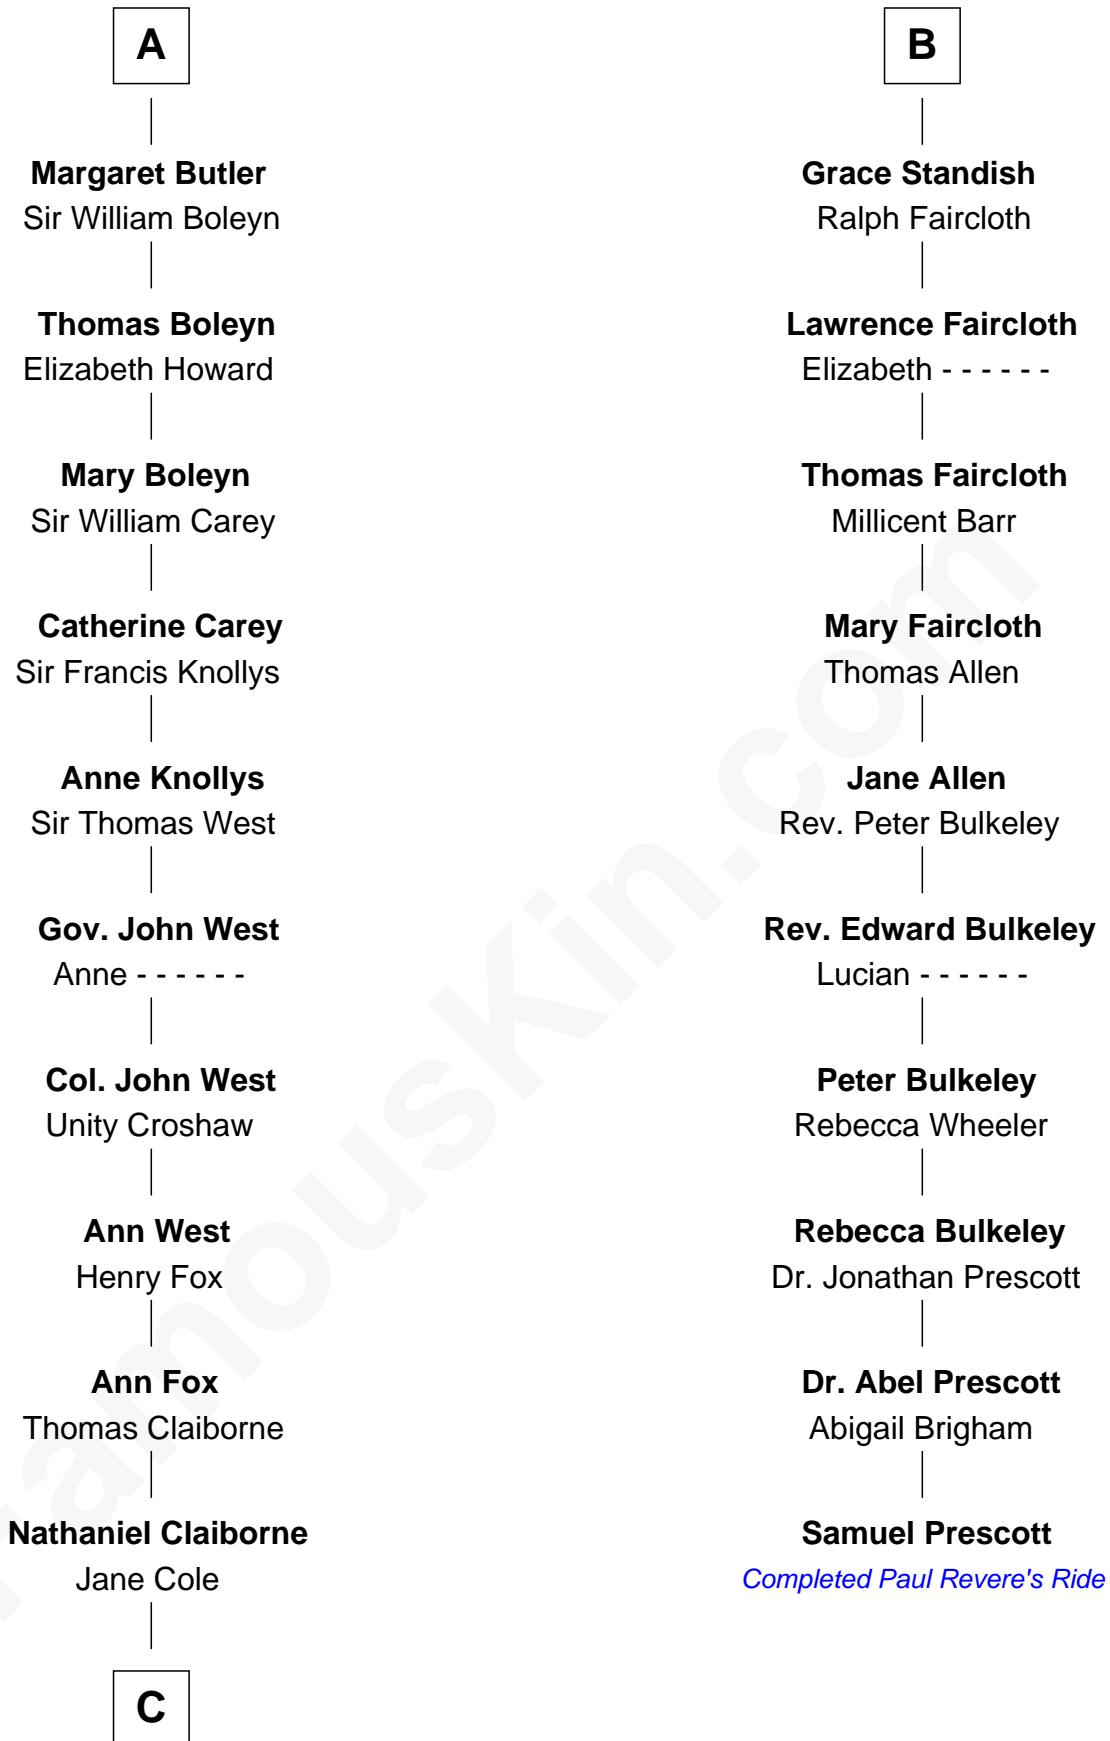 A
Margaret Butler
Sir William Boleyn
Thomas Boleyn
Elizabeth Howard
Mary Boleyn
Sir William Carey
Catherine Carey
Sir Francis Knollys
Anne Knollys
Sir Thomas West
Gov. John West
Anne - - - - - -
Col. John West
Unity Croshaw
Ann West
Henry Fox
Ann Fox
Thomas Claiborne
Nathaniel Claiborne
Jane Cole
C
B
Grace Standish
Ralph Faircloth
Lawrence Faircloth
Elizabeth - - - - - -
Thomas Faircloth
Millicent Barr
Mary Faircloth
Thomas Allen
Jane Allen
Rev. Peter Bulkeley
Rev. Edward Bulkeley
Lucian - - - - - -
Peter Bulkeley
Rebecca Wheeler
Rebecca Bulkeley
Dr. Jonathan Prescott
Dr. Abel Prescott
Abigail Brigham
Samuel Prescott
Completed Paul Revere's Ride
FamousKin.com